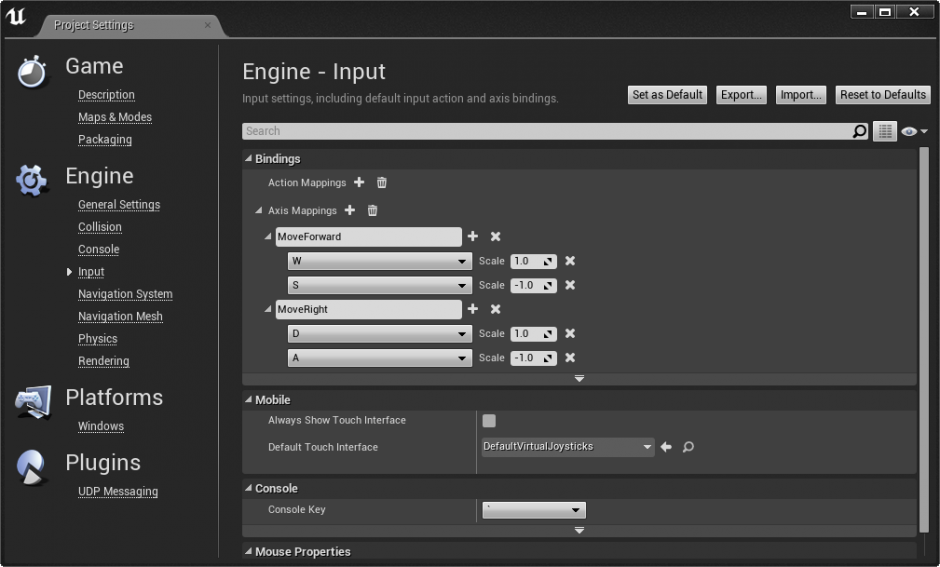 Project Settings
Game
Description
Maps & Modes
Packaging
Engine
General Settings
Collision
Console
Input
Navigation System
Navigation Mesh
Physics
Rendering
Platforms
Windows
Plugins
UDP Messaging
Engine - Input
Input settings, including default input action and axis bindings.
Set as Default Export... Import... Reset to Defaults
Search
Bindings
Action Mappings
Axis Mappings
MoveForward
W Scale 1.0
S Scale -1.0
MoveRight
D Scale 1.0
A Scale -1.0
Mobile
Always Show Touch Interface
Default Touch Interface DefaultVirtualJoysticks
Console
Console Key `
Mouse Properties